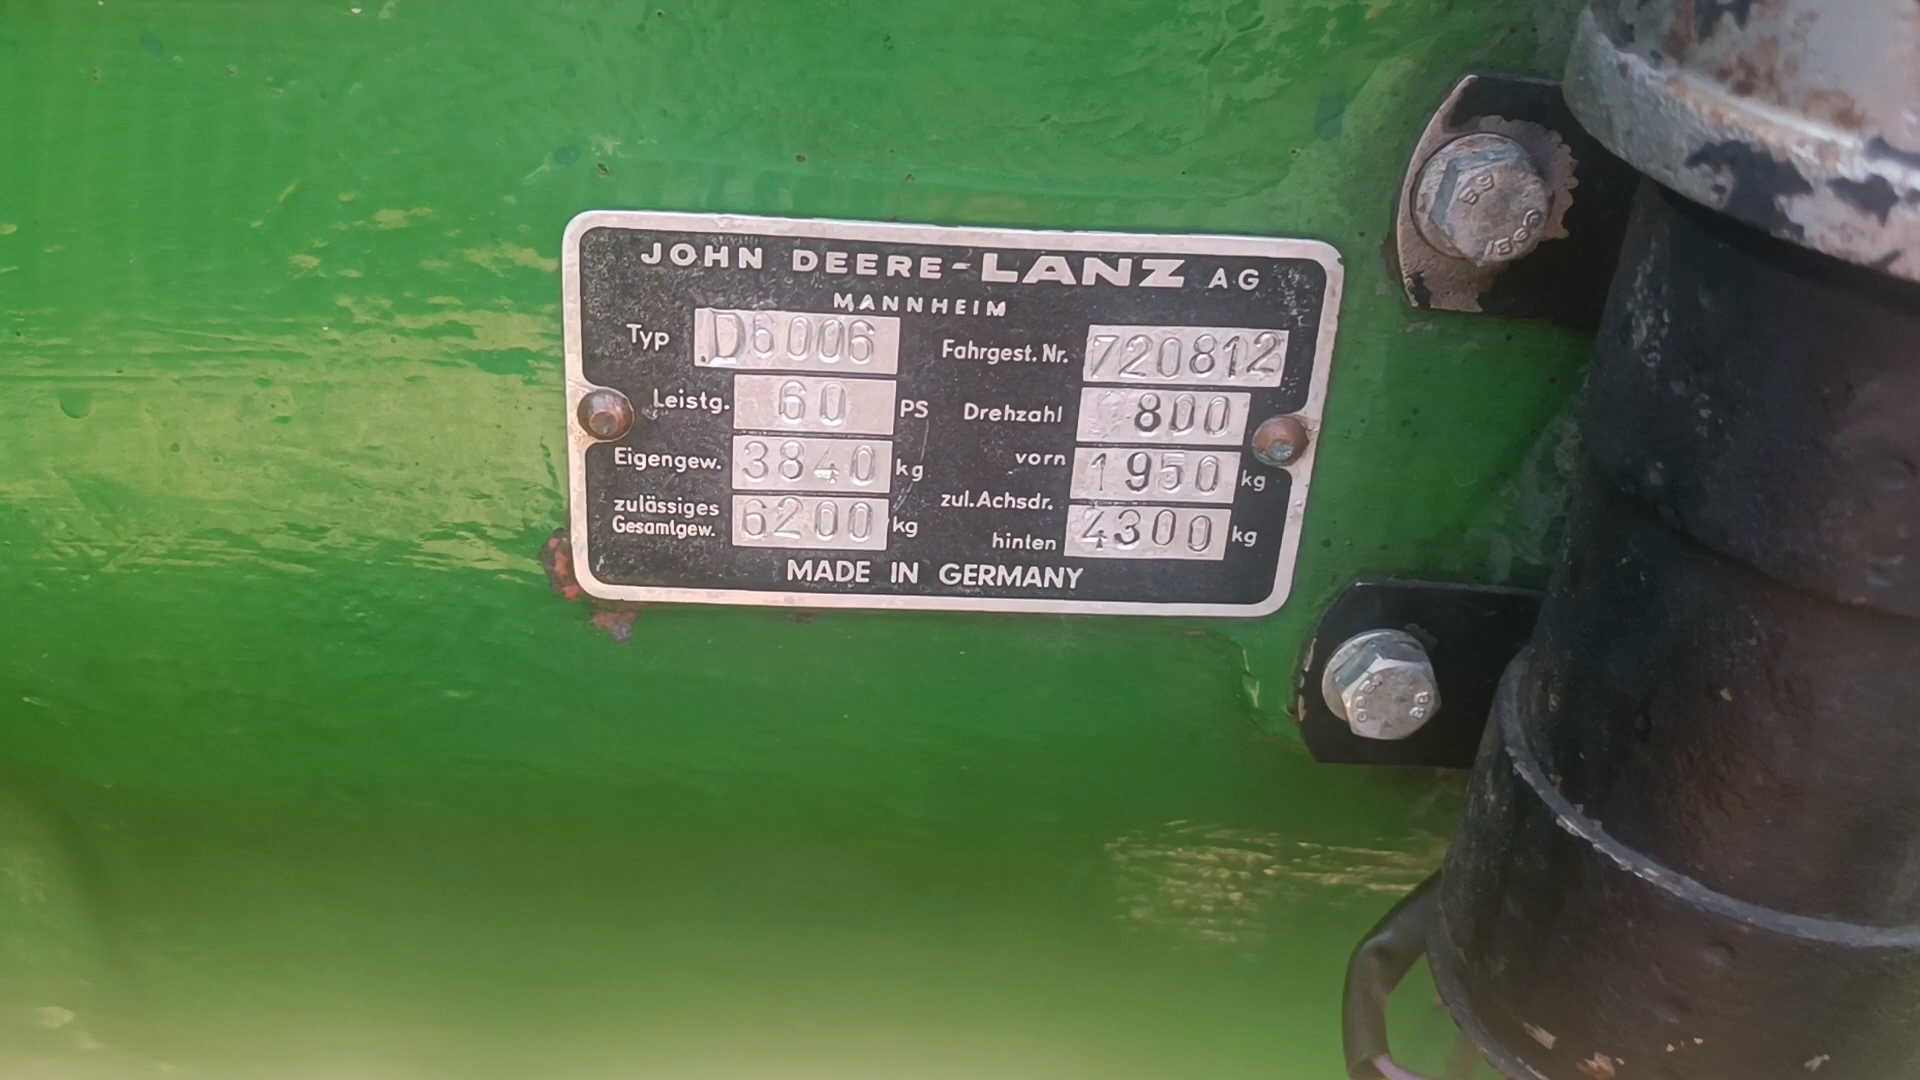 JOHN DEERE-LANZ AG
MANNHEIM
Typ D6006 Fahrgest. Nr. 720812
Leistg. 60 PS Drehzahl 800
Eigengew. 3840 kg vorn 1950 kg
zul.Achsdr.
zulässiges Gesamtgew. 6200 kg hinten 4300 kg
MADE IN GERMANY